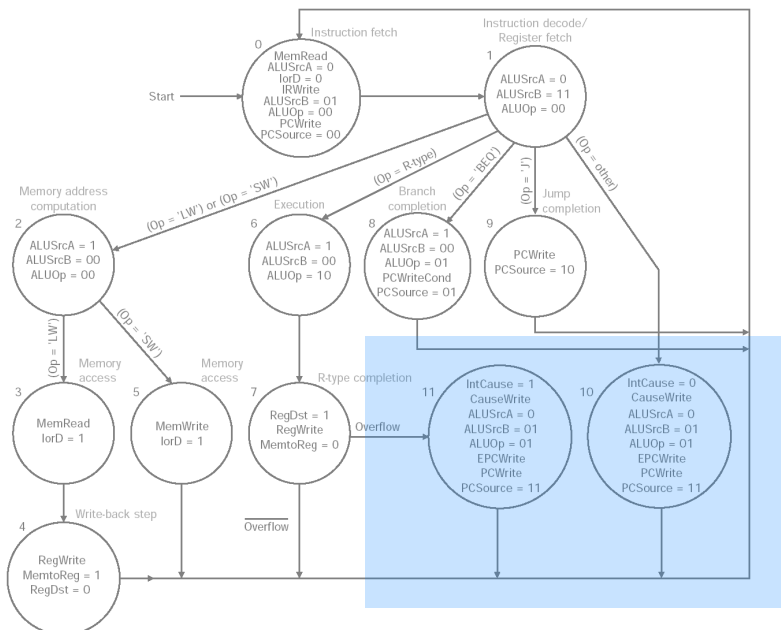 Instruction fetch
0
MemRead
ALUSrcA = 0
IorD = 0
IRWrite
ALUSrcB = 01
ALUOp = 00
PCWrite
PCSource = 00
Start
Instruction decode/
Register fetch
1
ALUSrcA = 0
ALUSrcB = 11
ALUOp = 00
(Op = 'LW') or (Op = 'SW')
(Op = R-type)
(Op = 'BEQ')
(Op = 'J')
(Op = other)
Memory address
computation
2
ALUSrcA = 1
ALUSrcB = 00
ALUOp = 00
Execution
6
ALUSrcA = 1
ALUSrcB = 00
ALUOp = 10
Branch
completion
8
ALUSrcA = 1
ALUSrcB = 00
ALUOp = 01
PCWriteCond
PCSource = 01
Jump
completion
9
PCWrite
PCSource = 10
(Op = 'LW')
(Op = 'SW')
Memory
access
3
MemRead
IorD = 1
Memory
access
5
MemWrite
IorD = 1
R-type completion
7
RegDst = 1
RegWrite
MemtoReg = 0
Overflow
Overflow
11
IntCause = 1
CauseWrite
ALUSrcA = 0
ALUSrcB = 01
ALUOp = 01
EPCWrite
PCWrite
PCSource = 11
10
IntCause = 0
CauseWrite
ALUSrcA = 0
ALUSrcB = 01
ALUOp = 01
EPCWrite
PCWrite
PCSource = 11
Write-back step
4
RegWrite
MemtoReg = 1
RegDst = 0